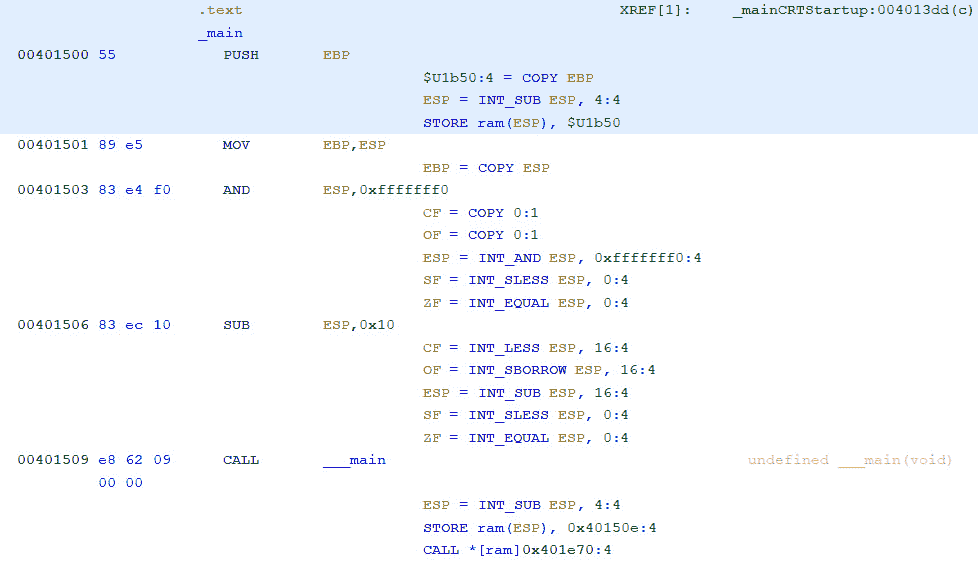 .text XREF[1]: _mainCRTStartup:004013dd(c)
_main
00401500 55 PUSH EBP
$U1b50:4 = COPY EBP
ESP = INT_SUB ESP, 4:4
STORE ram(ESP), $U1b50
00401501 89 e5 MOV EBP,ESP
EBP = COPY ESP
00401503 83 e4 f0 AND ESP,0xfffffff0
CF = COPY 0:1
OF = COPY 0:1
ESP = INT_AND ESP, 0xfffffff0:4
SF = INT_SLESS ESP, 0:4
ZF = INT_EQUAL ESP, 0:4
00401506 83 ec 10 SUB ESP,0x10
CF = INT_LESS ESP, 16:4
OF = INT_SBORROW ESP, 16:4
ESP = INT_SUB ESP, 16:4
SF = INT_SLESS ESP, 0:4
ZF = INT_EQUAL ESP, 0:4
00401509 e8 62 09 CALL ___main undefined ___main(void)
00 00
ESP = INT_SUB ESP, 4:4
STORE ram(ESP), 0x40150e:4
CALL *[ram]0x401e70:4